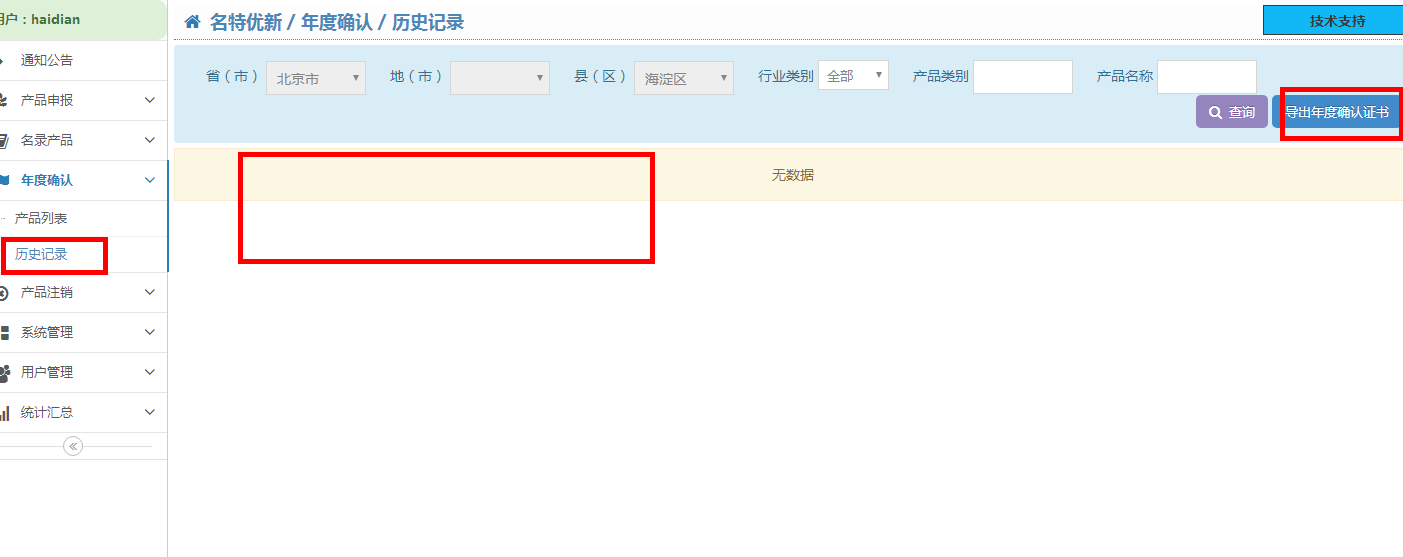 用户：haidian
通知公告
产品申报
名录产品
年度确认
产品列表
历史记录
产品注销
系统管理
用户管理
统计汇总
名特优新 / 年度确认 / 历史记录
技术支持
省（市） 北京市 地（市） 县（区） 海淀区 行业类别 全部 产品类别 产品名称
查询 导出年度确认证书
无数据